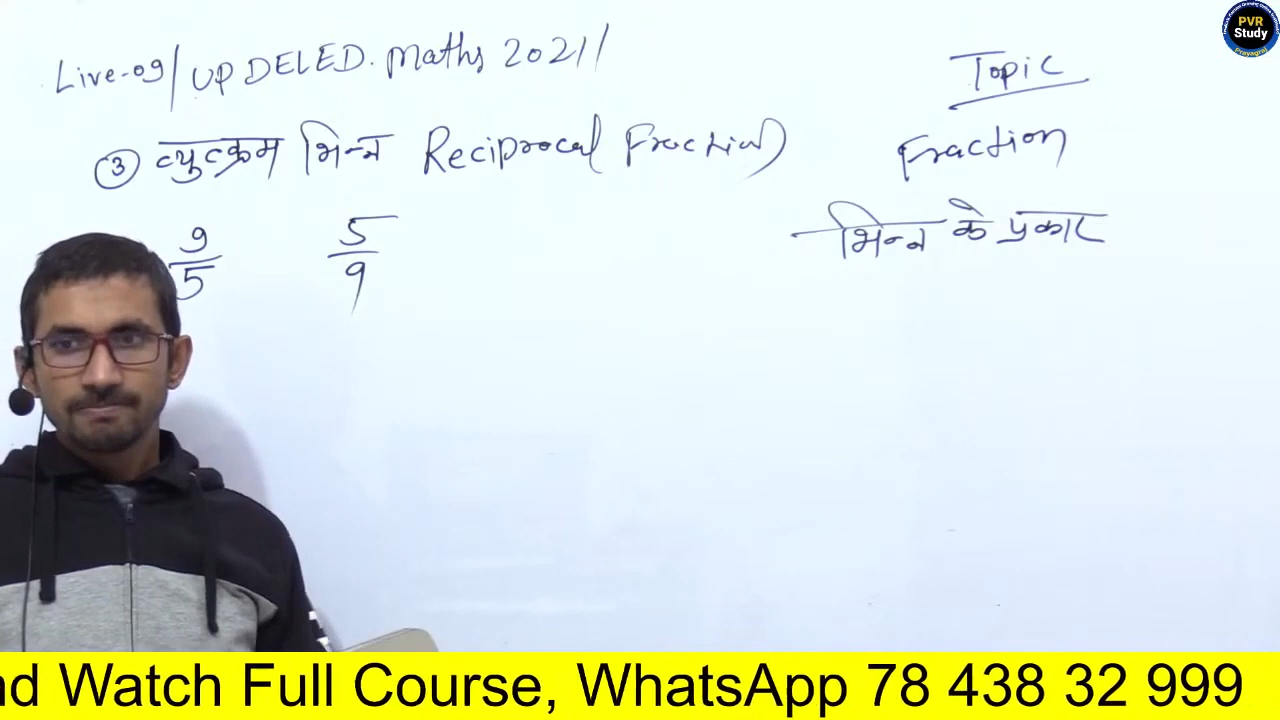 Live-09/UP DELED. Maths 2021/
Topic
Fraction
भिन्न के प्रकार
③ व्युत्क्रम भिन्न Reciprocal Fraction)
9/5 5/9
PVR
Study
Prayagraj
nd Watch Full Course, WhatsApp 78 438 32 999